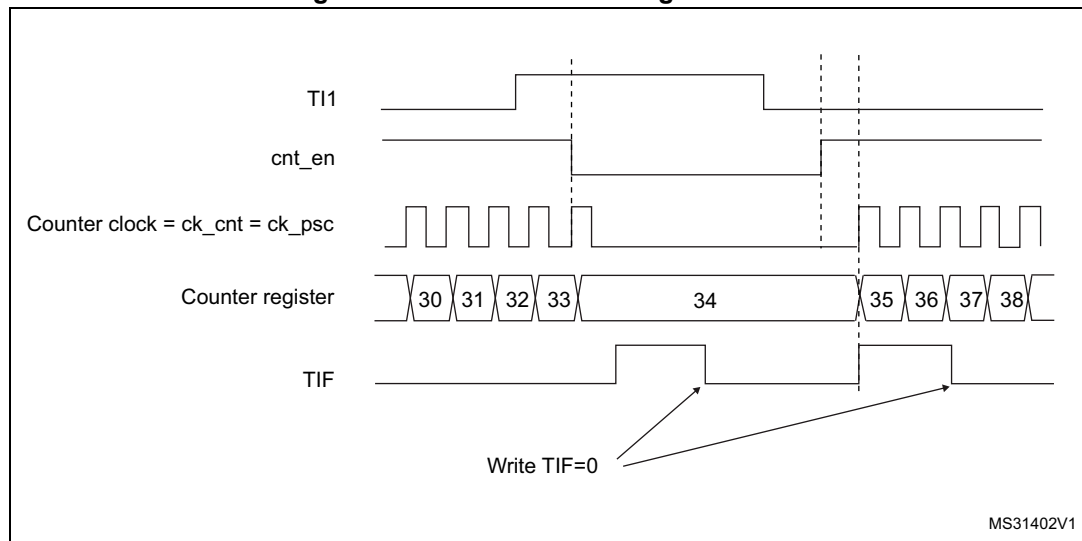 TI1
cnt_en
Counter clock = ck_cnt = ck_psc
Counter register 30 31 32 33 34 35 36 37 38
TIF
Write TIF=0
MS31402V1